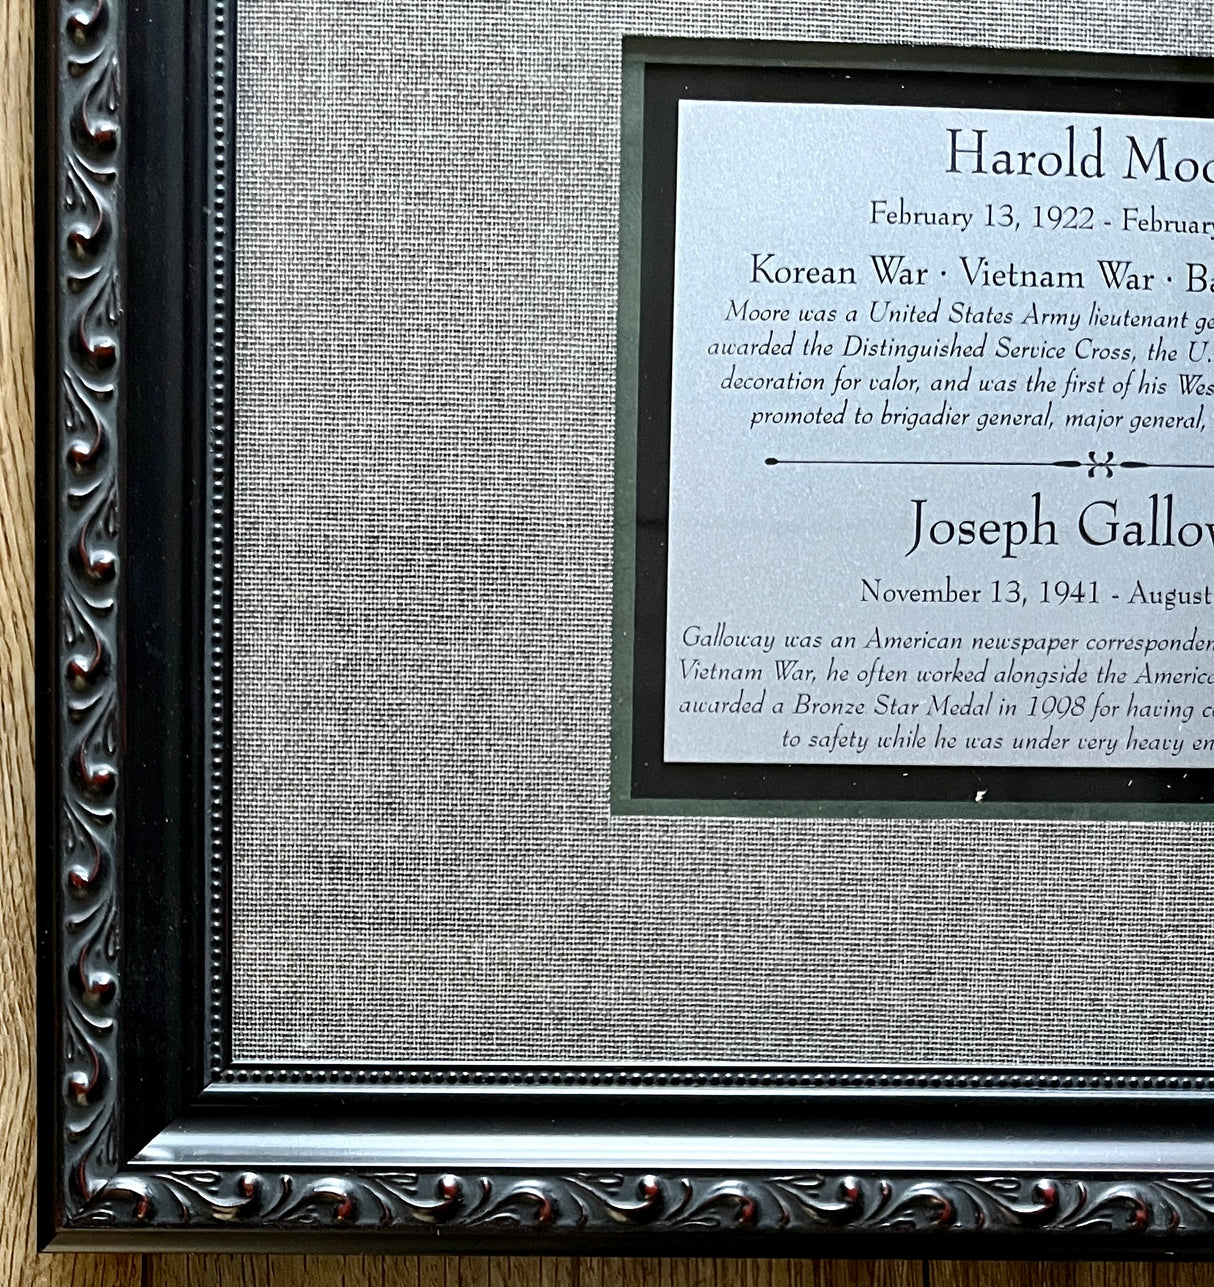 Harold Moo
February 13, 1922 - February
Korean War · Vietnam War · Ba
Moore was a United States Army lieutenant ge
awarded the Distinguished Service Cross, the U.
decoration for valor, and was the first of his Wes
promoted to brigadier general, major general,
Joseph Gallow
November 13, 1941 - August
Galloway was an American newspaper corresponden
Vietnam War, he often worked alongside the America
awarded a Bronze Star Medal in 1998 for having c
to safety while he was under very heavy en